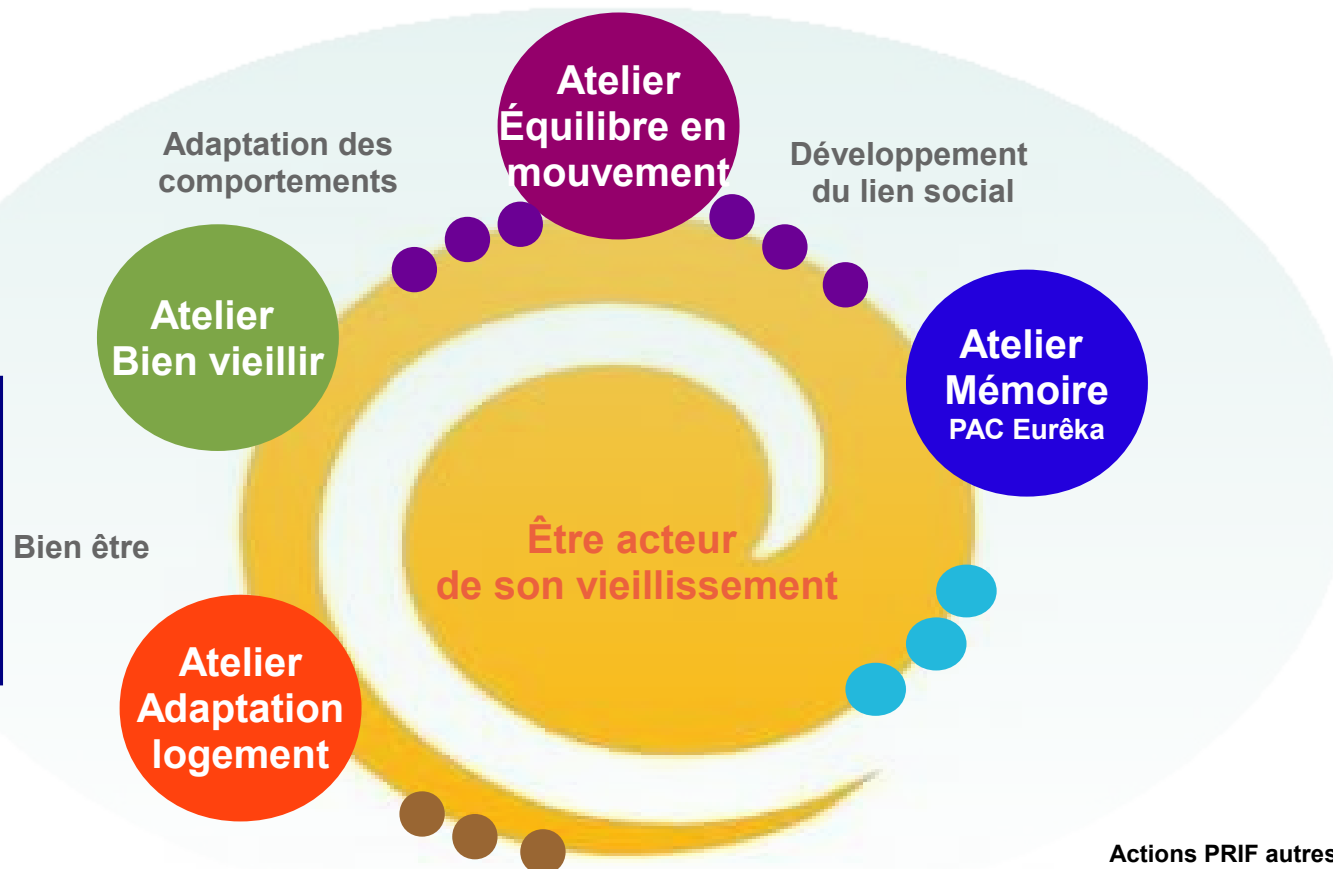 Atelier
Équilibre en
mouvement
Adaptation des
comportements
Développement
du lien social
Atelier
Bien vieillir
Atelier
Mémoire
PAC Eurêka
Bien être
Être acteur
de son vieillissement
Atelier
Adaptation
logement
Actions PRIF autres